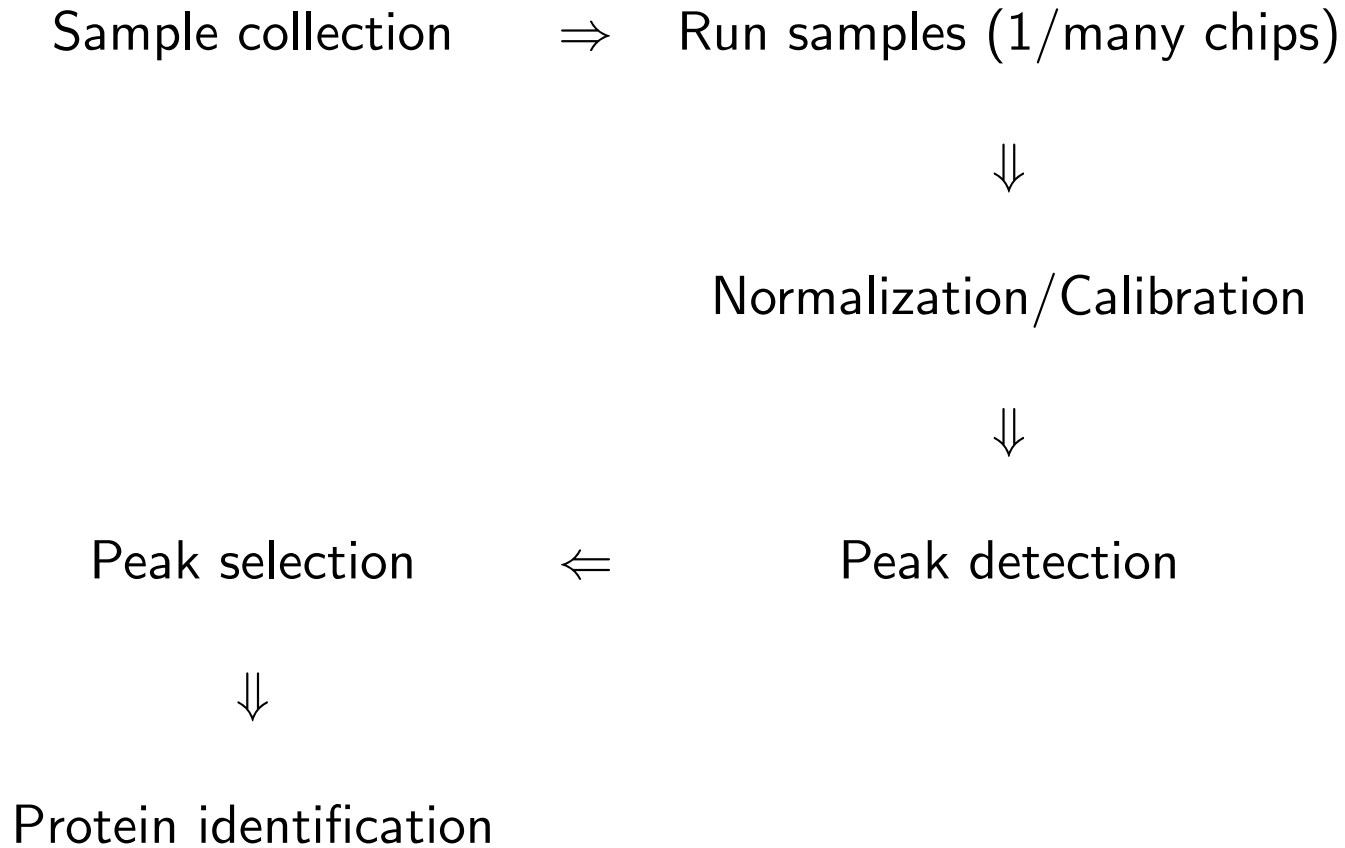 Sample collection ⇒ Run samples (1/many chips)
⇓
Normalization/Calibration
⇓
Peak selection ⇐ Peak detection
⇓
Protein identification